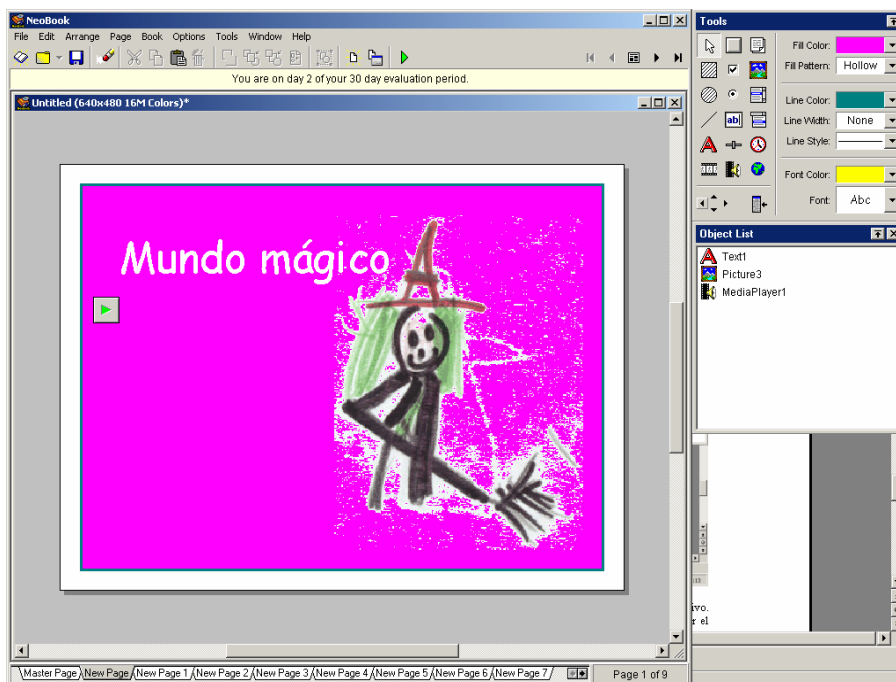 NeoBook
File Edit Arrange Page Book Options Tools Window Help
You are on day 2 of your 30 day evaluation period.
Untitled (640x480 16M Colors)*
Mundo mágico
Master Page New Page New Page 1 New Page 2 New Page 3 New Page 4 New Page 5 New Page 6 New Page 7
Page 1 of 9
Tools
Fill Color:
Fill Pattern: Hollow
Line Color:
Line Width: None
Line Style:
Font Color:
Font: Abc
ab
A
Object List
A Text1
Picture3
MediaPlayer1
ivo.
r el